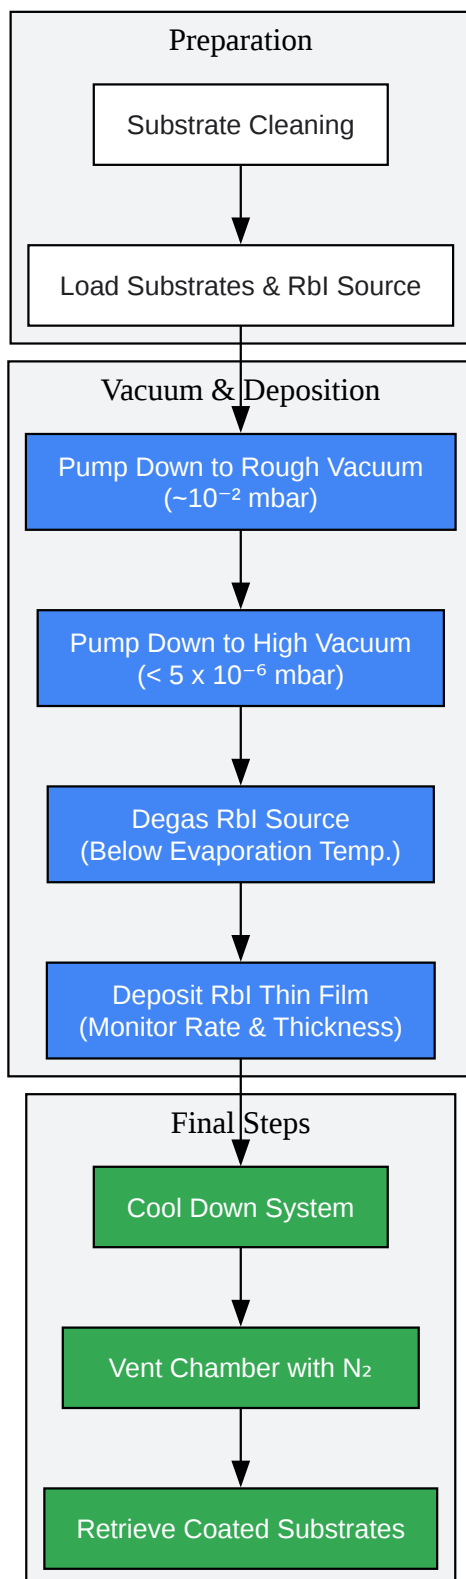 Preparation
Substrate Cleaning
Load Substrates & RbI Source
Vacuum & Deposition
Pump Down to Rough Vacuum
(~10⁻² mbar)
Pump Down to High Vacuum
(< 5 x 10⁻⁶ mbar)
Degas RbI Source
(Below Evaporation Temp.)
Deposit RbI Thin Film
(Monitor Rate & Thickness)
Final Steps
Cool Down System
Vent Chamber with N₂
Retrieve Coated Substrates